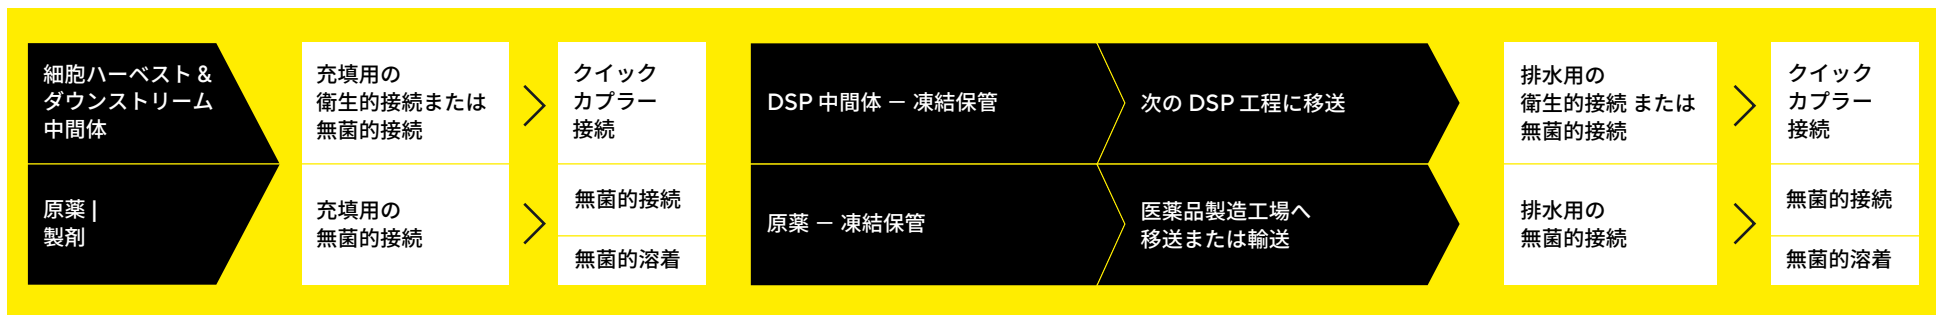 細胞ハーベスト &
ダウンストリーム
中間体
充填用の
衛生的接続または
無菌的接続
クイック
カプラー
接続
DSP 中間体 － 凍結保管
次の DSP 工程に移送
排水用の
衛生的接続 または
無菌的接続
クイック
カプラー
接続
原薬 |
製剤
充填用の
無菌的接続
無菌的接続
無菌的溶着
原薬 － 凍結保管
医薬品製造工場へ
移送または輸送
排水用の
無菌的接続
無菌的接続
無菌的溶着